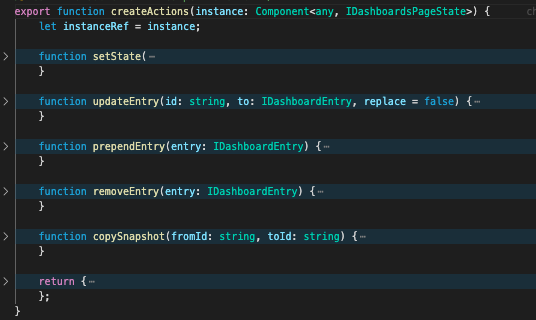 export function createActions(instance: Component<any, IDashboardsPageState>) {
let instanceRef = instance;
function setState(⋯
}
function updateEntry(id: string, to: IDashboardEntry, replace = false) {⋯
}
function prependEntry(entry: IDashboardEntry) {⋯
}
function removeEntry(entry: IDashboardEntry) {⋯
}
function copySnapshot(fromId: string, toId: string) {⋯
}
return {⋯
};
}